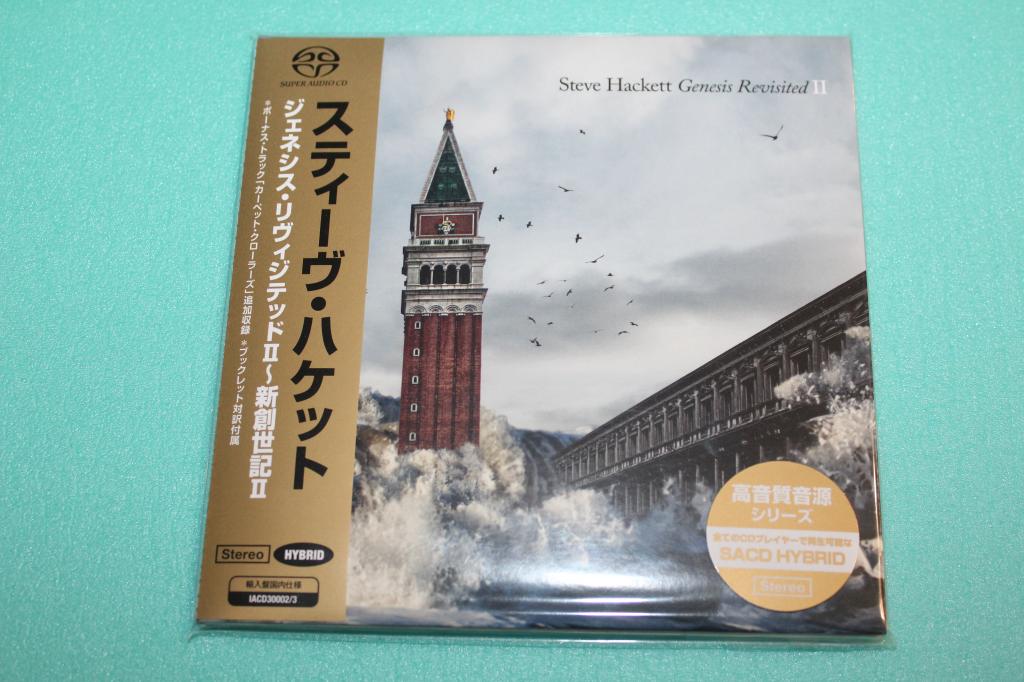 SUPER AUDIO CD
スティーヴ・ハケット
ジェネシス・リヴィジテッドⅡ～新創世記Ⅱ
*ボーナス・トラック「カーペット・クローラーズ」追加収録 *ブックレット対訳付属
Stereo HYBRID
輸入盤国内仕様
IACD30002/3
Steve Hackett Genesis Revisited II
高音質音源
シリーズ
全てのCDプレイヤーで再生可能な
SACD HYBRID
Stereo